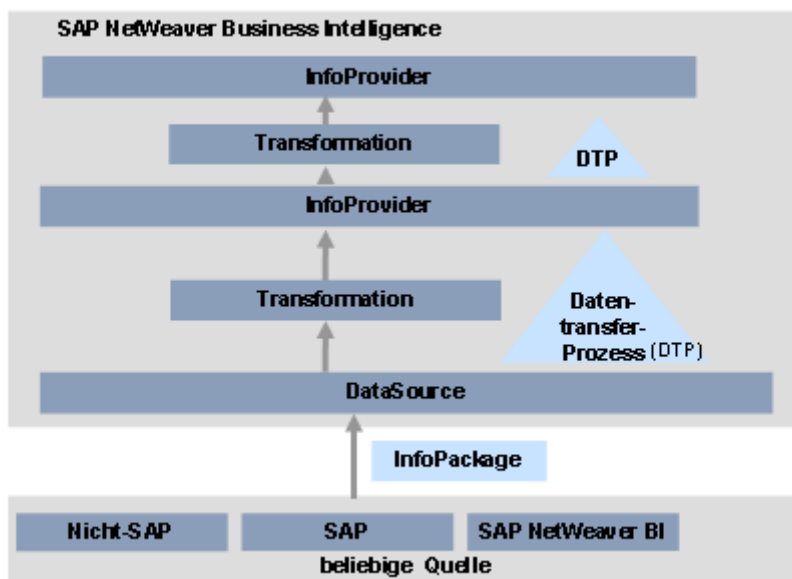 SAP NetWeaver Business Intelligence
InfoProvider
Transformation
DTP
InfoProvider
Transformation
Daten-
transfer-
Prozess (DTP)
DataSource
InfoPackage
Nicht-SAP
SAP
SAP NetWeaver BI
beliebige Quelle